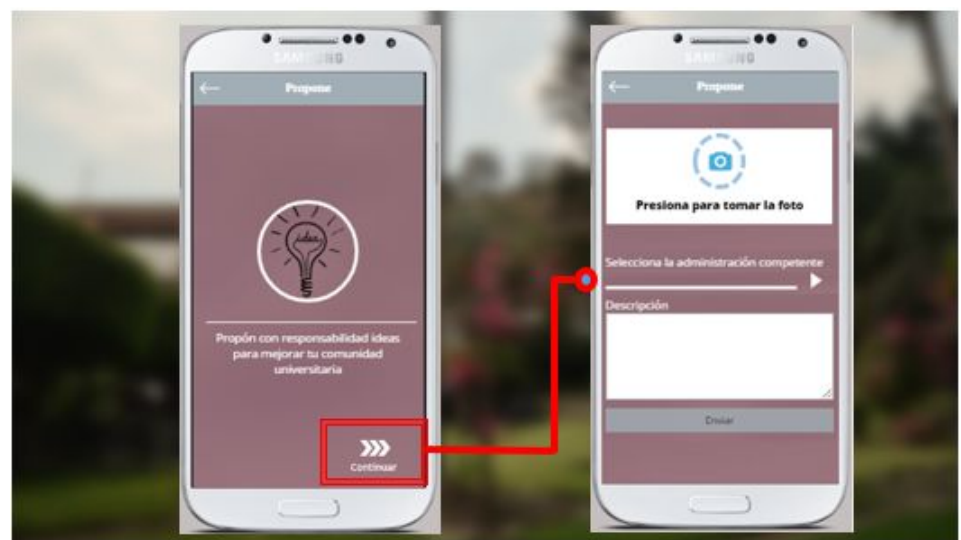 SAMSUNG
Propone
idea
Propón con responsabilidad ideas
para mejorar tu comunidad
universitaria
Continuar
SAMSUNG
Propone
Presiona para tomar la foto
Selecciona la administración competente
Descripción
Enviar